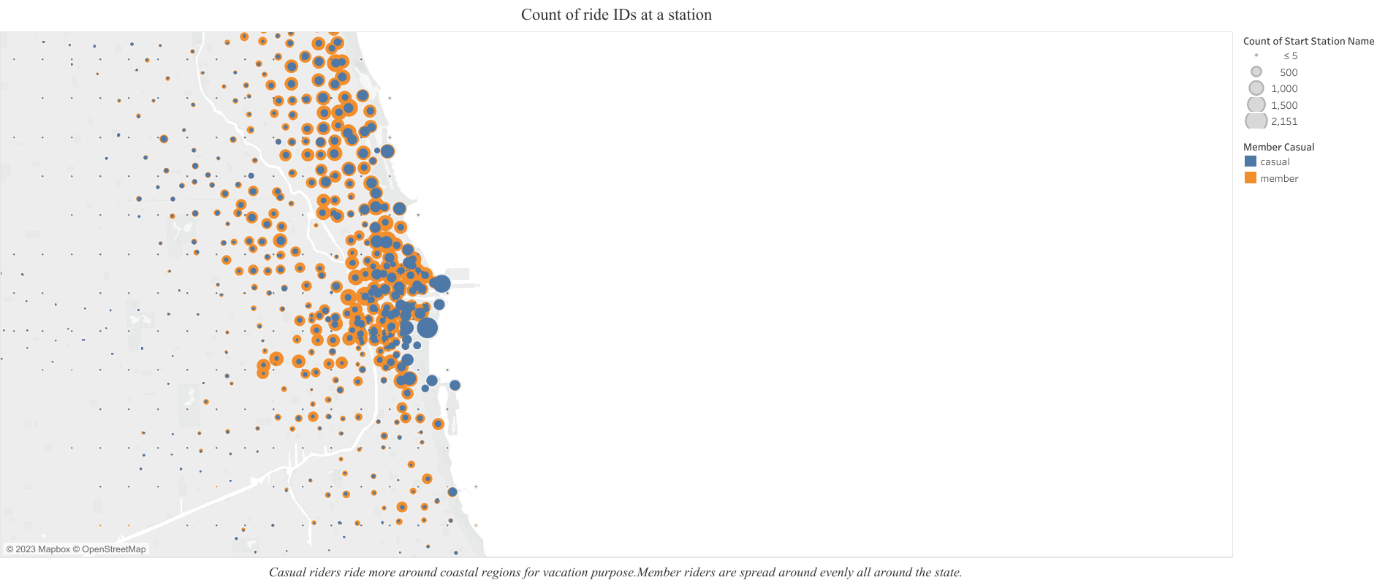 Count of ride IDs at a station
Count of Start Station Name
≤ 5
500
1,000
1,500
2,151
Member Casual
casual
member
© 2023 Mapbox © OpenStreetMap
Casual riders ride more around coastal regions for vacation purpose.Member riders are spread around evenly all around the state.